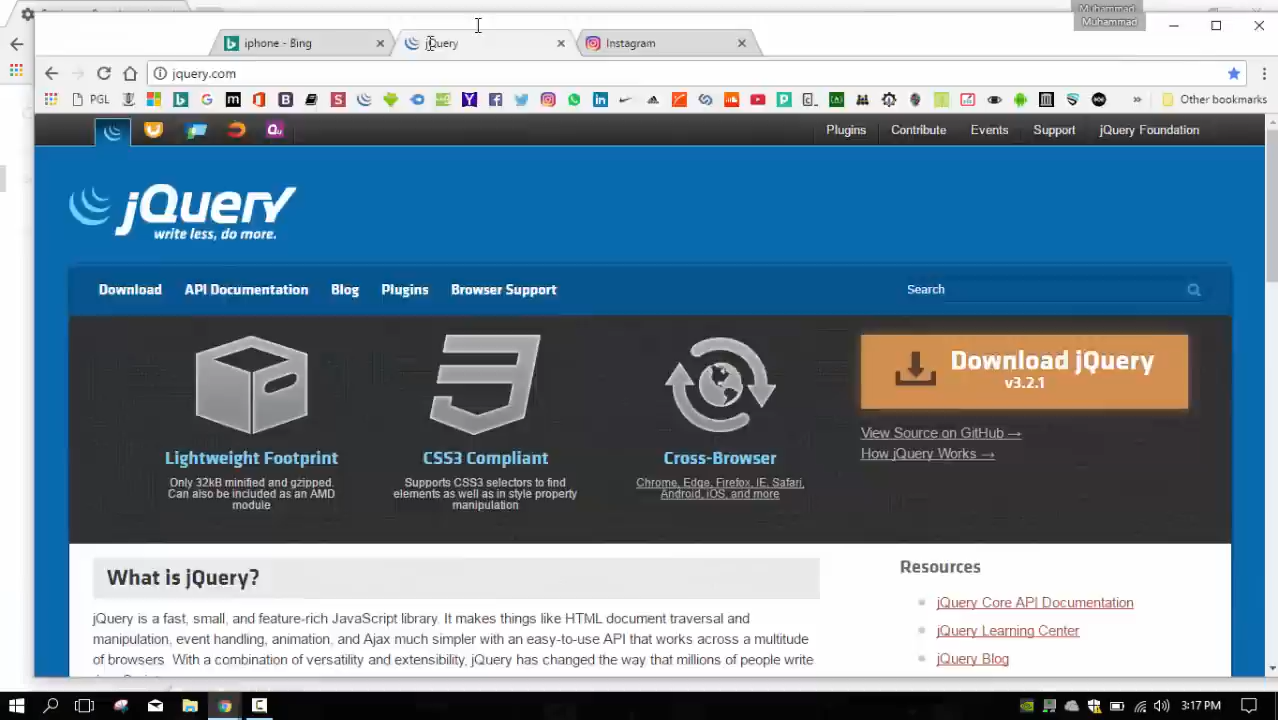 Muhammad
Muhammad
iphone - Bing
jQuery
Instagram
jquery.com
PGL
Other bookmarks
Plugins
Contribute
Events
Support
jQuery Foundation
jQuery
write less, do more.
Download
API Documentation
Blog
Plugins
Browser Support
Search
Download jQuery
v3.2.1
View Source on GitHub →
How jQuery Works →
Lightweight Footprint
Only 32kB minified and gzipped.
Can also be included as an AMD
module
CSS3 Compliant
Supports CSS3 selectors to find
elements as well as in style property
manipulation
Cross-Browser
Chrome, Edge, Firefox, IE, Safari,
Android, iOS, and more
What is jQuery?
jQuery is a fast, small, and feature-rich JavaScript library. It makes things like HTML document traversal and
manipulation, event handling, animation, and Ajax much simpler with an easy-to-use API that works across a multitude
of browsers. With a combination of versatility and extensibility, jQuery has changed the way that millions of people write
Resources
jQuery Core API Documentation
jQuery Learning Center
jQuery Blog
3:17 PM